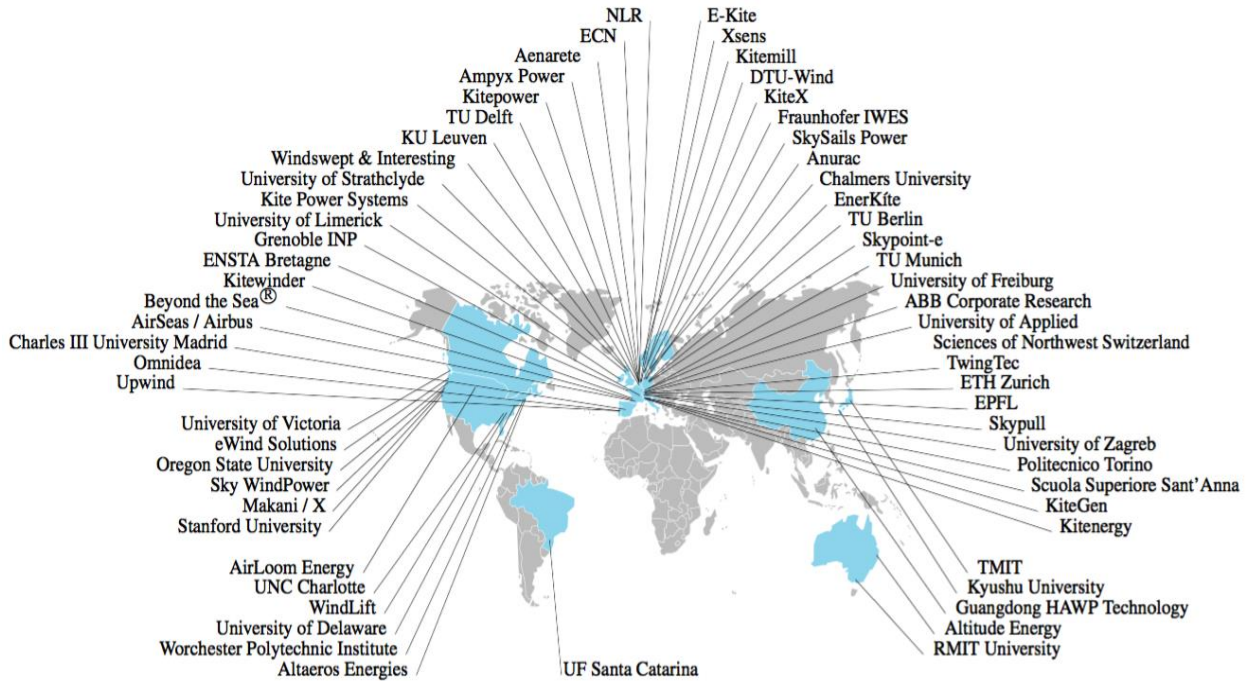 NLR
ECN
Aenarete
Ampyx Power
Kitepower
TU Delft
KU Leuven
Windswept & Interesting
University of Strathclyde
Kite Power Systems
University of Limerick
Grenoble INP
ENSTA Bretagne
Kitewinder
Beyond the Sea®
AirSeas / Airbus
Charles III University Madrid
Omnidea
Upwind
University of Victoria
eWind Solutions
Oregon State University
Sky WindPower
Makani / X
Stanford University
AirLoom Energy
UNC Charlotte
WindLift
University of Delaware
Worchester Polytechnic Institute
Altaeros Energies
UF Santa Catarina
E-Kite
Xsens
Kitemill
DTU-Wind
KiteX
Fraunhofer IWES
SkySails Power
Anurac
Chalmers University
EnerKíte
TU Berlin
Skypoint-e
TU Munich
University of Freiburg
ABB Corporate Research
University of Applied
Sciences of Northwest Switzerland
TwingTec
ETH Zurich
EPFL
Skypull
University of Zagreb
Politecnico Torino
Scuola Superiore Sant'Anna
KiteGen
Kitenergy
TMIT
Kyushu University
Guangdong HAWP Technology
Altitude Energy
RMIT University